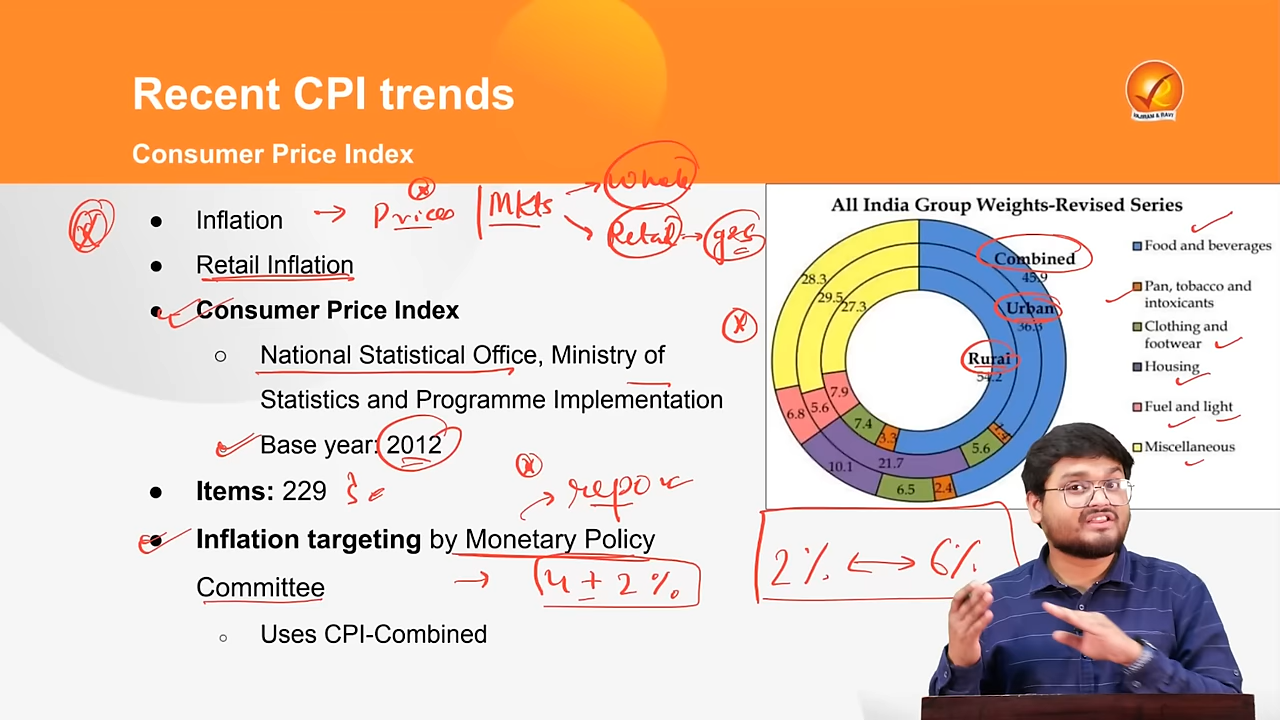 Recent CPI trends
VAJIRAM & RAVI
Consumer Price Index
Whole
Inflation → Prices MKts
Retail → g&s
Retail Inflation
Consumer Price Index
National Statistical Office, Ministry of
Statistics and Programme Implementation
Base year: 2012
Items: 229
repo
Inflation targeting by Monetary Policy
Committee → 4 ± 2 %
Uses CPI-Combined
All India Group Weights-Revised Series
Food and beverages
Pan, tobacco and
intoxicants
Clothing and
footwear
Housing
Fuel and light
Miscellaneous
Combined
45.9
Urban
36.3
Rural
54.2
28.3
29.5
27.3
6.8
5.6
7.9
10.1
21.7
7.4
3.3
6.5
2.4
5.6
2% ↔ 6%